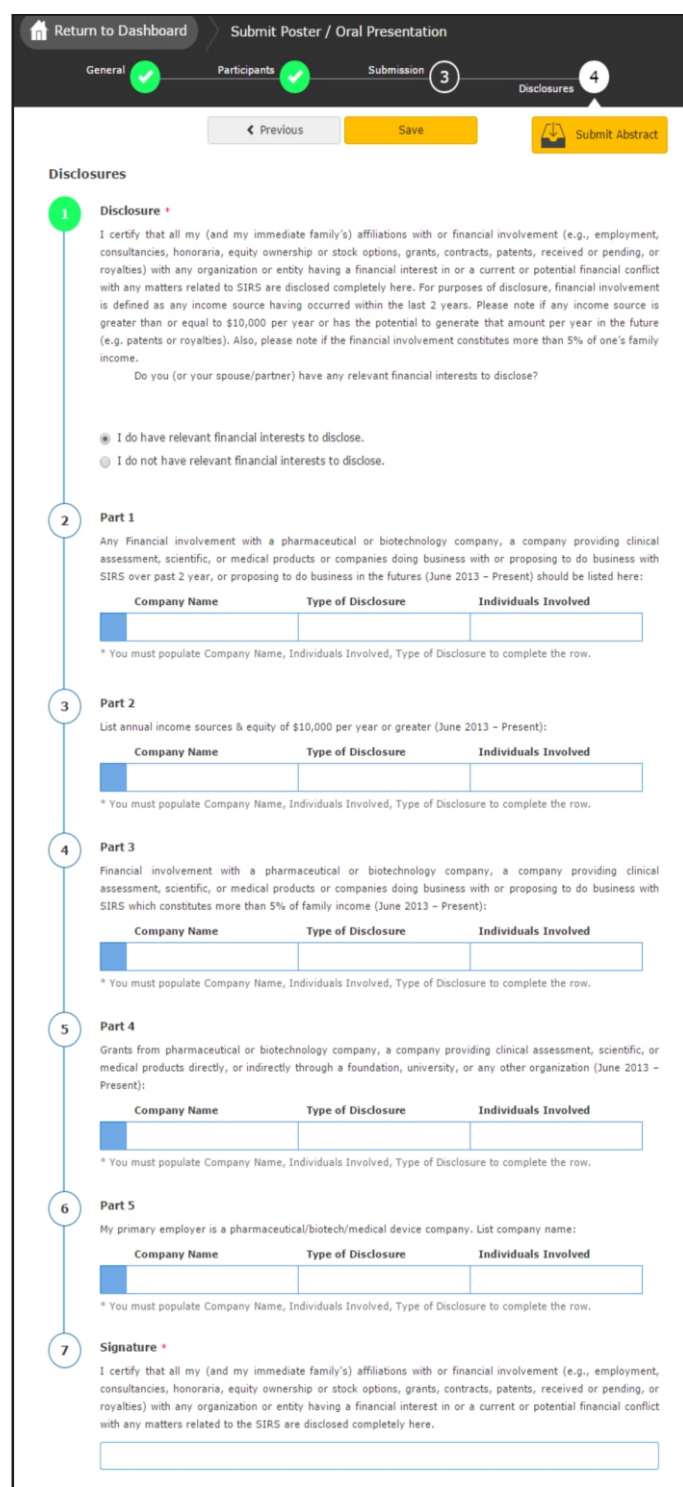 Return to Dashboard
Submit Poster / Oral Presentation
General
Participants
Submission
3
Disclosures
4
Previous
Save
Submit Abstract
Disclosures
1
Disclosure *
I certify that all my (and my immediate family's) affiliations with or financial involvement (e.g., employment,
consultancies, honoraria, equity ownership or stock options, grants, contracts, patents, received or pending, or
royalties) with any organization or entity having a financial interest in or a current or potential financial conflict
with any matters related to SIRS are disclosed completely here. For purposes of disclosure, financial involvement
is defined as any income source having occurred within the last 2 years. Please note if any income source is
greater than or equal to $10,000 per year or has the potential to generate that amount per year in the future
(e.g. patents or royalties). Also, please note if the financial involvement constitutes more than 5% of one's family
income.
Do you (or your spouse/partner) have any relevant financial interests to disclose?
I do have relevant financial interests to disclose.
I do not have relevant financial interests to disclose.
2
Part 1
Any Financial involvement with a pharmaceutical or biotechnology company, a company providing clinical
assessment, scientific, or medical products or companies doing business with or proposing to do business with
SIRS over past 2 year, or proposing to do business in the futures (June 2013 – Present) should be listed here:
Company Name Type of Disclosure Individuals Involved
* You must populate Company Name, Individuals Involved, Type of Disclosure to complete the row.
3
Part 2
List annual income sources & equity of $10,000 per year or greater (June 2013 – Present):
Company Name Type of Disclosure Individuals Involved
* You must populate Company Name, Individuals Involved, Type of Disclosure to complete the row.
4
Part 3
Financial involvement with a pharmaceutical or biotechnology company, a company providing clinical
assessment, scientific, or medical products or companies doing business with or proposing to do business with
SIRS which constitutes more than 5% of family income (June 2013 – Present):
Company Name Type of Disclosure Individuals Involved
* You must populate Company Name, Individuals Involved, Type of Disclosure to complete the row.
5
Part 4
Grants from pharmaceutical or biotechnology company, a company providing clinical assessment, scientific, or
medical products directly, or indirectly through a foundation, university, or any other organization (June 2013 –
Present):
Company Name Type of Disclosure Individuals Involved
* You must populate Company Name, Individuals Involved, Type of Disclosure to complete the row.
6
Part 5
My primary employer is a pharmaceutical/biotech/medical device company. List company name:
Company Name Type of Disclosure Individuals Involved
* You must populate Company Name, Individuals Involved, Type of Disclosure to complete the row.
7
Signature *
I certify that all my (and my immediate family's) affiliations with or financial involvement (e.g., employment,
consultancies, honoraria, equity ownership or stock options, grants, contracts, patents, received or pending, or
royalties) with any organization or entity having a financial interest in or a current or potential financial conflict
with any matters related to the SIRS are disclosed completely here.